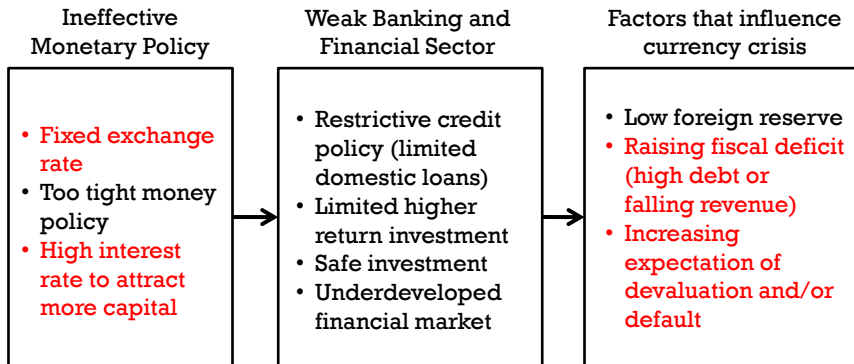 Ineffective
Monetary Policy
• Fixed exchange
rate
• Too tight money
policy
• High interest
rate to attract
more capital
Weak Banking and
Financial Sector
• Restrictive credit
policy (limited
domestic loans)
• Limited higher
return investment
• Safe investment
• Underdeveloped
financial market
Factors that influence
currency crisis
• Low foreign reserve
• Raising fiscal deficit
(high debt or
falling revenue)
• Increasing
expectation of
devaluation and/or
default